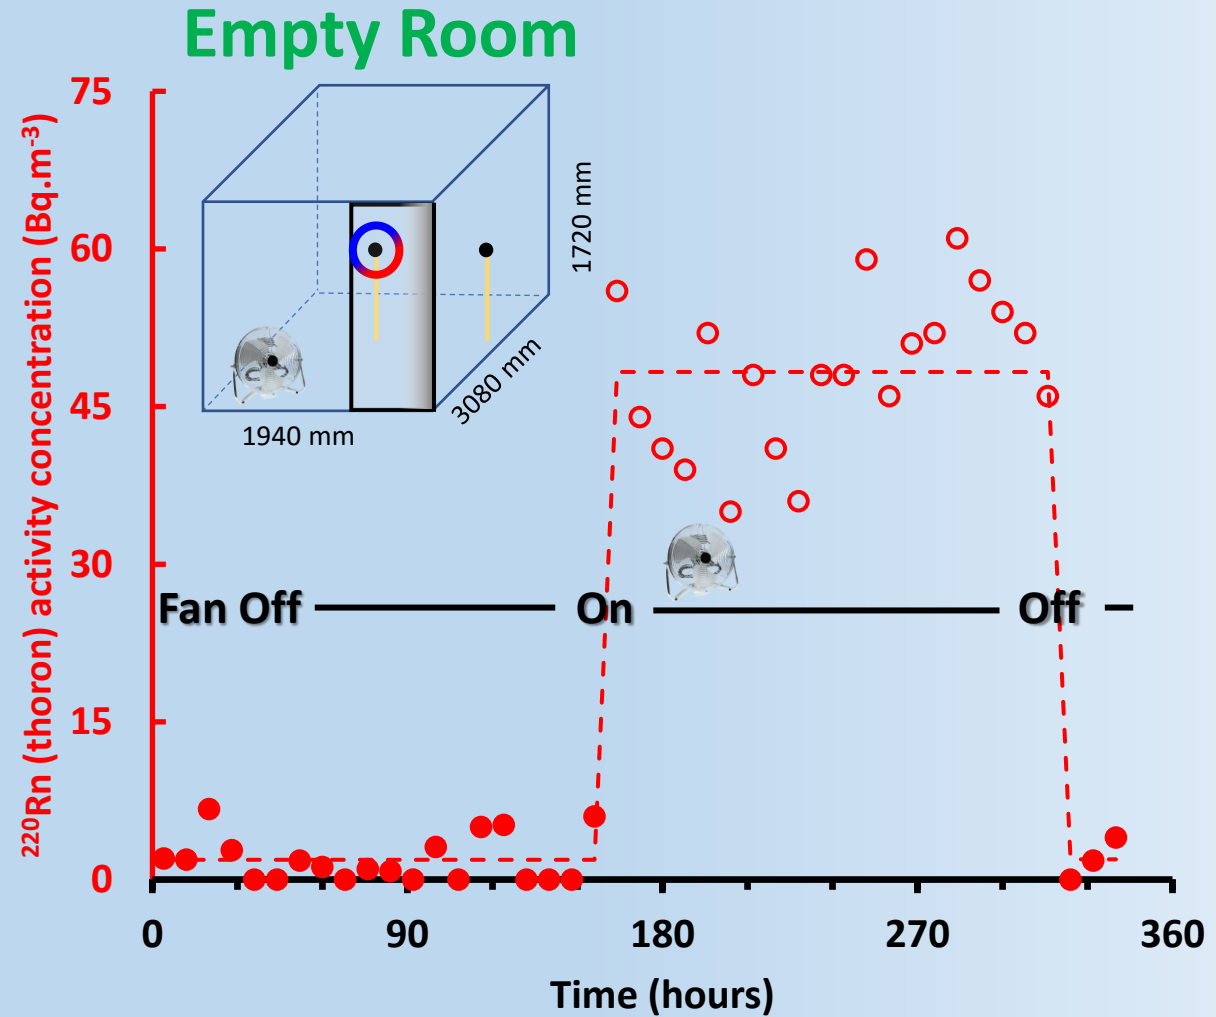 Empty Room
75
60
45
30
15
0
²²⁰Rn (thoron) activity concentration (Bq.m⁻³)
1720 mm
3080 mm
1940 mm
Fan Off
On
Off
0
90
180
270
360
Time (hours)